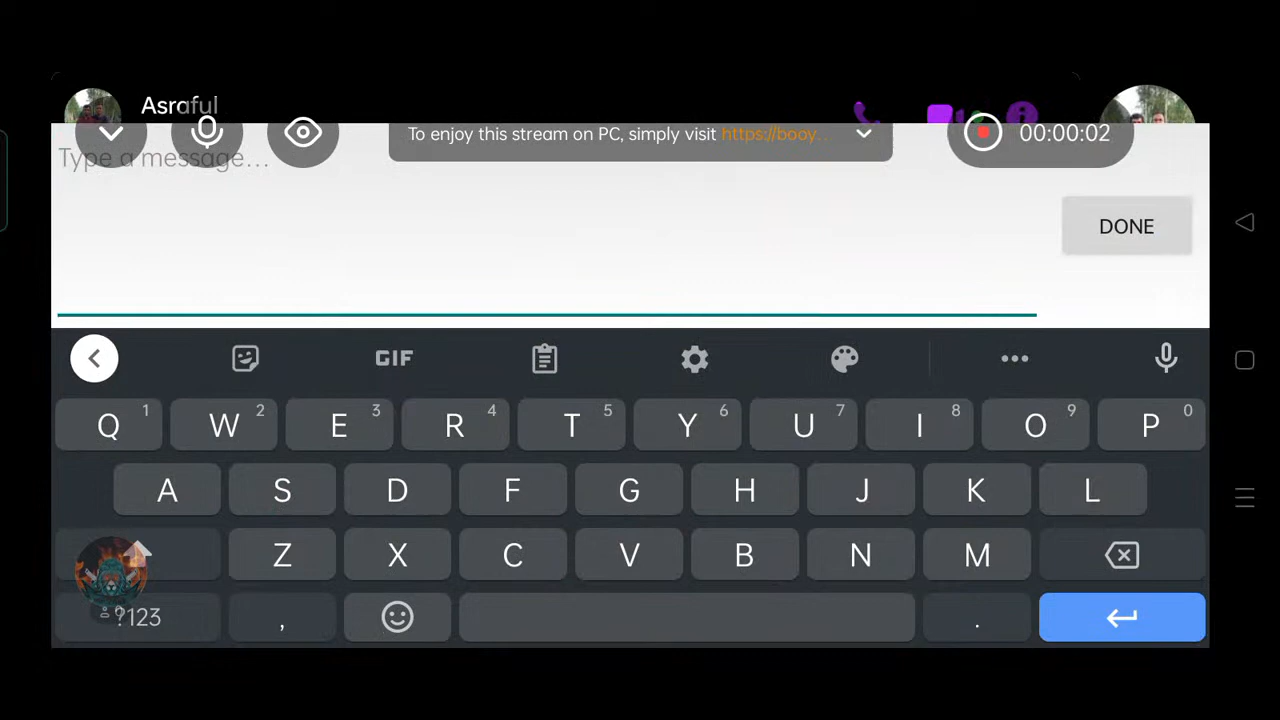 Asraful
To enjoy this stream on PC, simply visit https://booy...
00:00:02
Type a message...
DONE
GIF
Q 1 W 2 E 3 R 4 T 5 Y 6 U 7 I 8 O 9 P 0
A S D F G H J K L
Z X C V B N M
0 ?123 , .